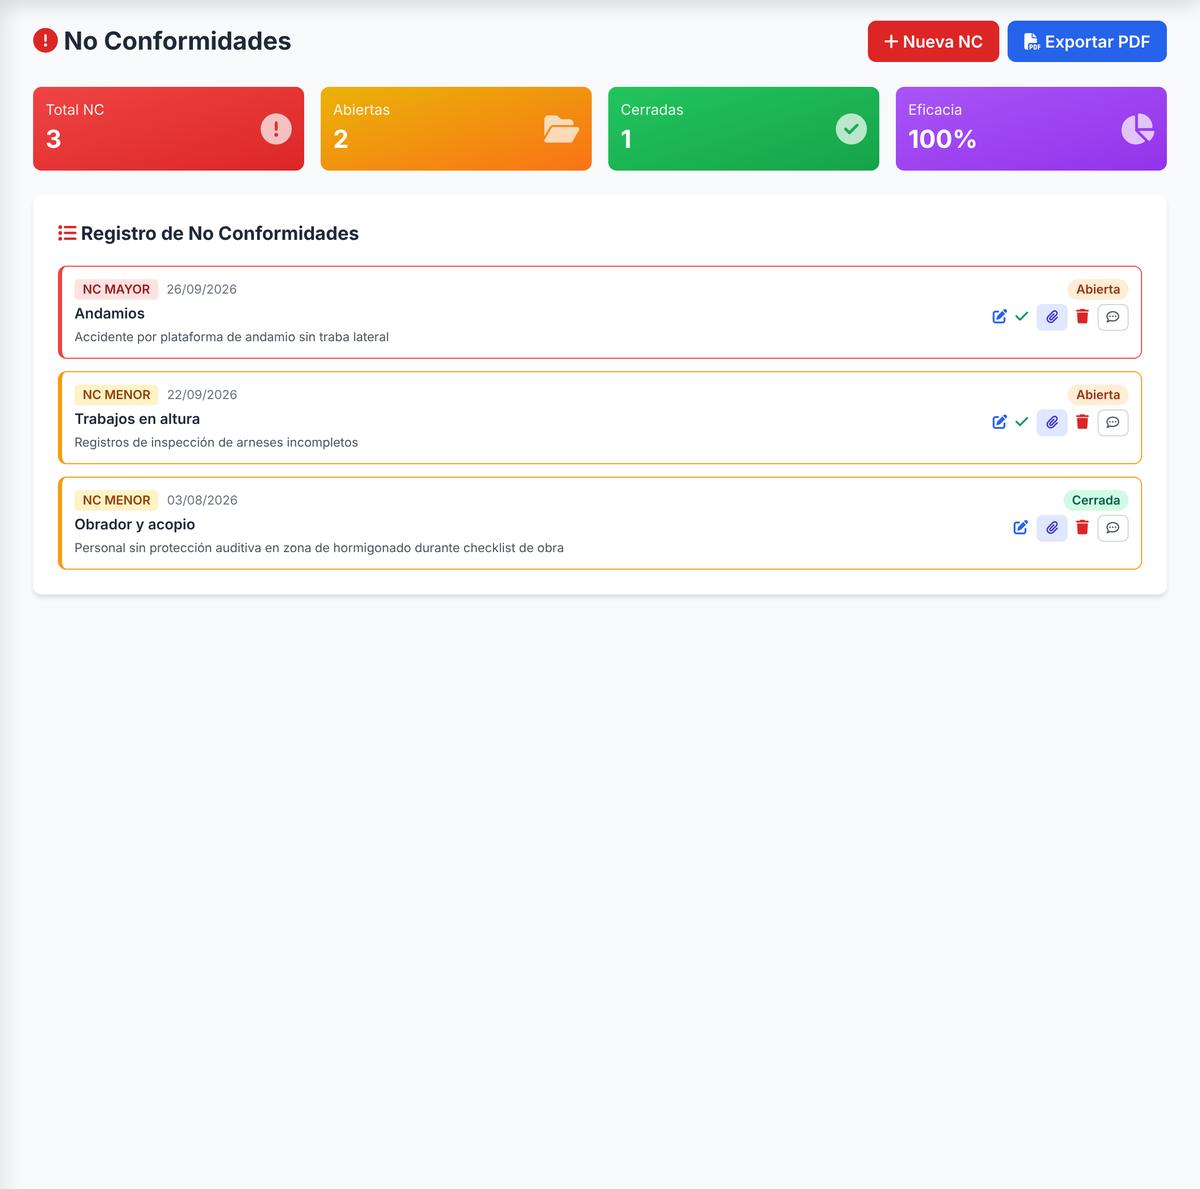 No Conformidades
Nueva NC
Exportar PDF
Total NC
3
Abiertas
2
Cerradas
1
Eficacia
100%
Registro de No Conformidades
NC MAYOR 26/09/2026 Abierta
Andamios
Accidente por plataforma de andamio sin traba lateral
NC MENOR 22/09/2026 Abierta
Trabajos en altura
Registros de inspección de arneses incompletos
NC MENOR 03/08/2026 Cerrada
Obrador y acopio
Personal sin protección auditiva en zona de hormigonado durante checklist de obra